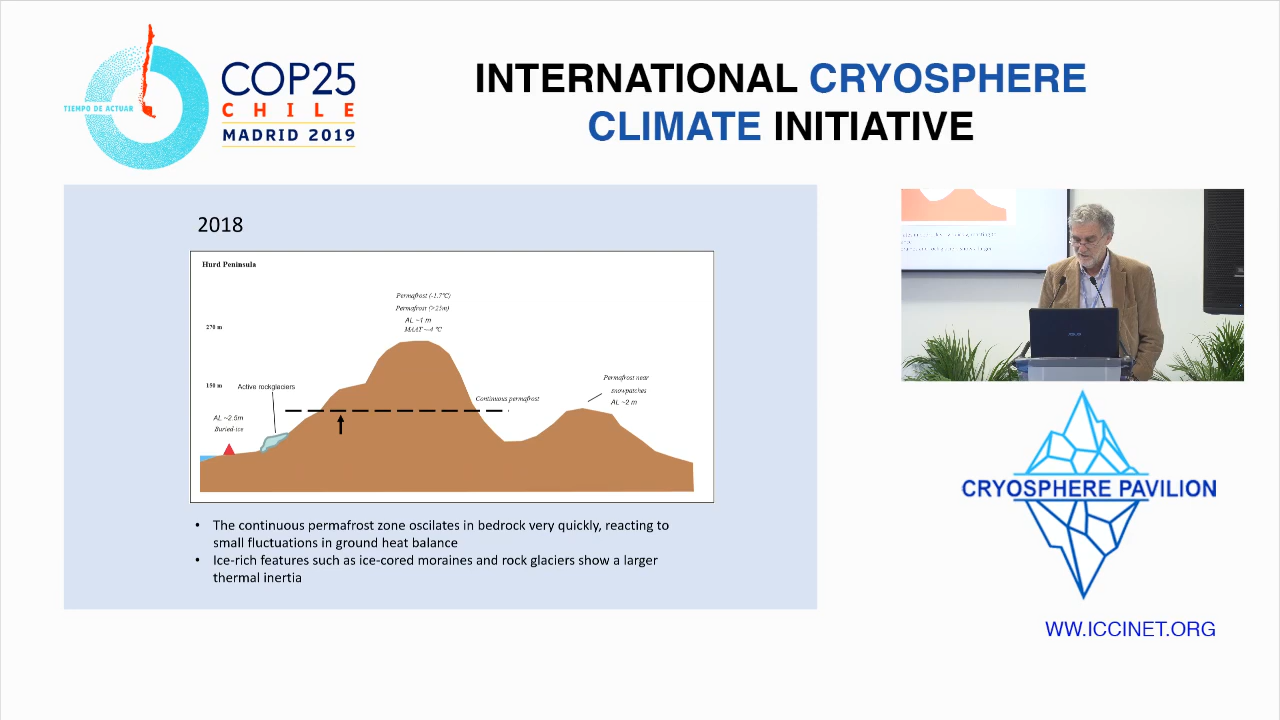 TIEMPO DE ACTUAR
COP25
CHILE
MADRID 2019
INTERNATIONAL CRYOSPHERE
CLIMATE INITIATIVE
2018
Hurd Peninsula
Permafrost (-1.7°C)
Permafrost (>25m)
AL ~1 m
MAAT ~-4 °C
270 m
150 m
Active rockglaciers
AL ~2.5m
Buried-ice
Continuous permafrost
Permafrost near
snowpatches
AL ~2 m
• The continuous permafrost zone oscilates in bedrock very quickly, reacting to
small fluctuations in ground heat balance
• Ice-rich features such as ice-cored moraines and rock glaciers show a larger
thermal inertia
CRYOSPHERE PAVILION
WW.ICCINET.ORG